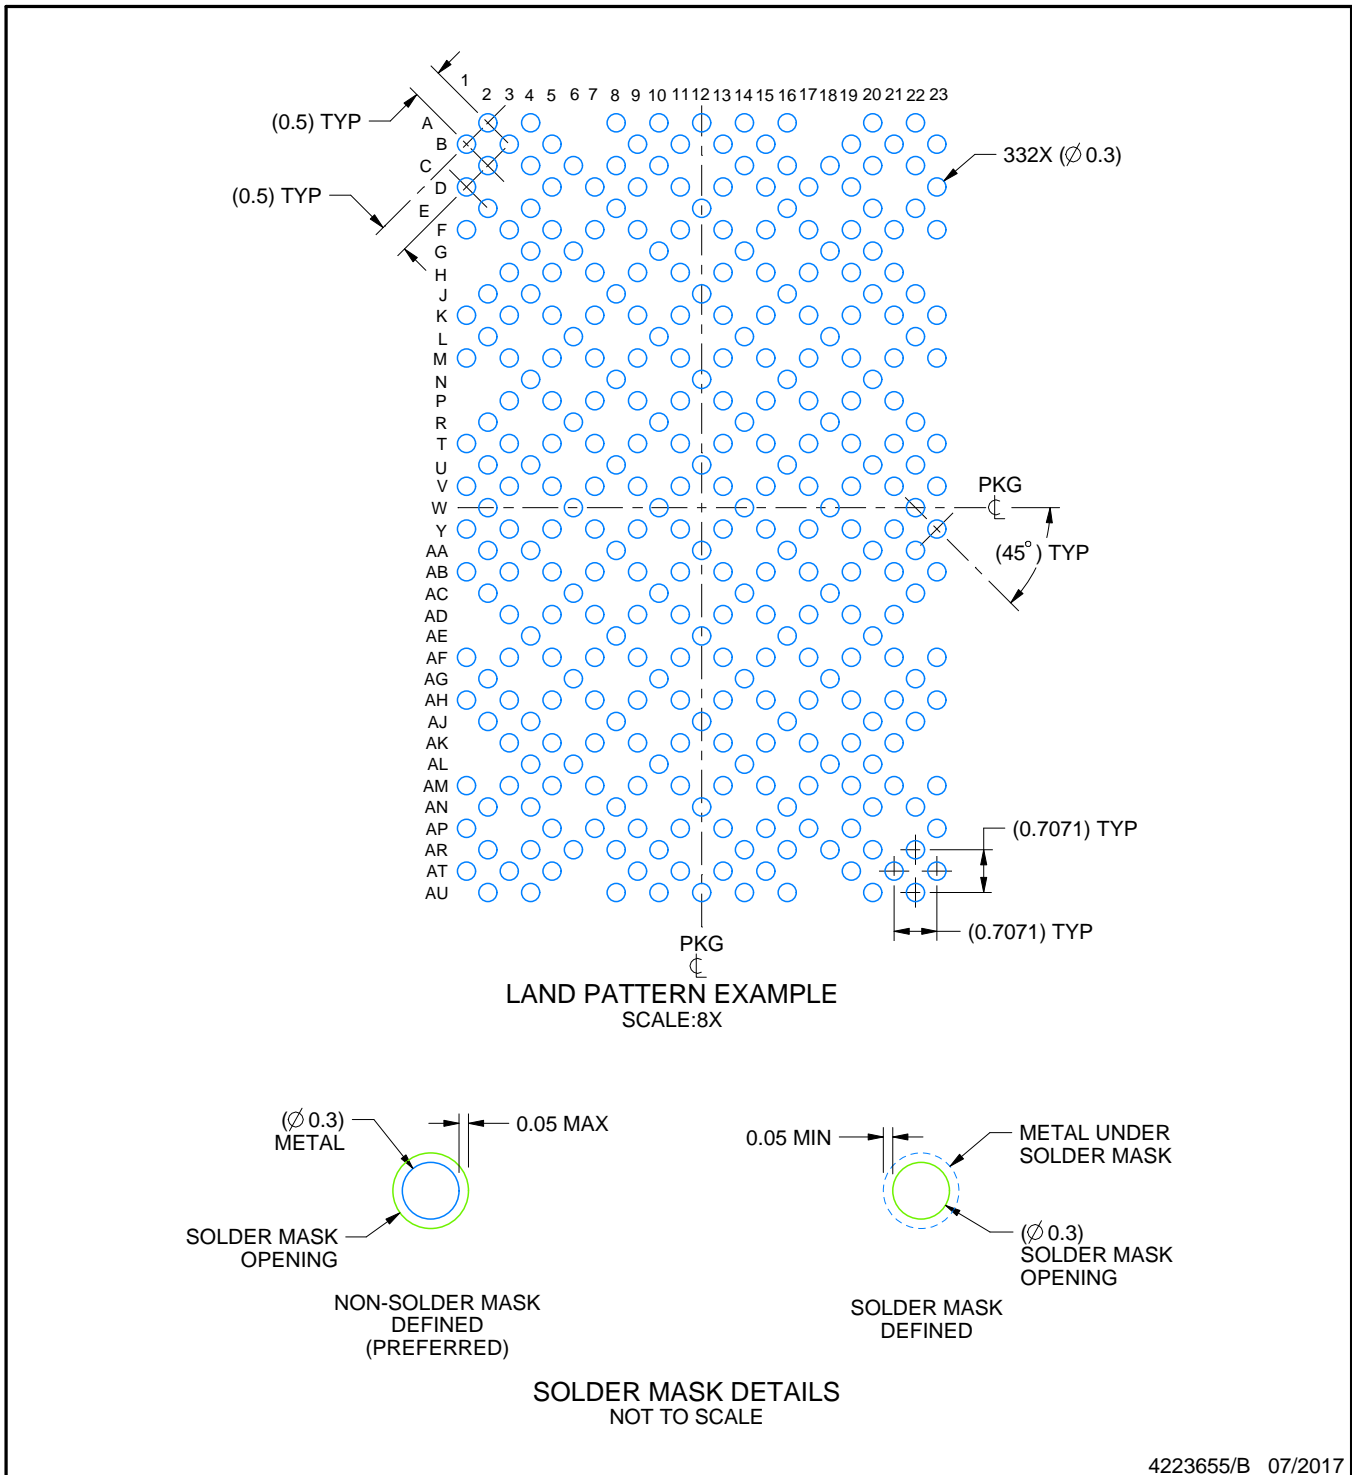 1
2 3 4 5 6 7 8 9 10 11 12 13 14 15 16 17 18 19 20 21 22 23
(0.5) TYP
A
B
332X (Ø 0.3)
C
D
(0.5) TYP
E
F
G
H
J
K
L
M
N
P
R
T
U
V
PKG
W
Y
(45°) TYP
AA
AB
AC
AD
AE
AF
AG
AH
AJ
AK
AL
AM
AN
AP
(0.7071) TYP
AR
AT
AU
(0.7071) TYP
PKG
LAND PATTERN EXAMPLE
SCALE:8X
(Ø 0.3)
METAL
0.05 MAX
SOLDER MASK
OPENING
NON-SOLDER MASK
DEFINED
(PREFERRED)
0.05 MIN
METAL UNDER
SOLDER MASK
(Ø 0.3)
SOLDER MASK
OPENING
SOLDER MASK
DEFINED
SOLDER MASK DETAILS
NOT TO SCALE
4223655/B 07/2017